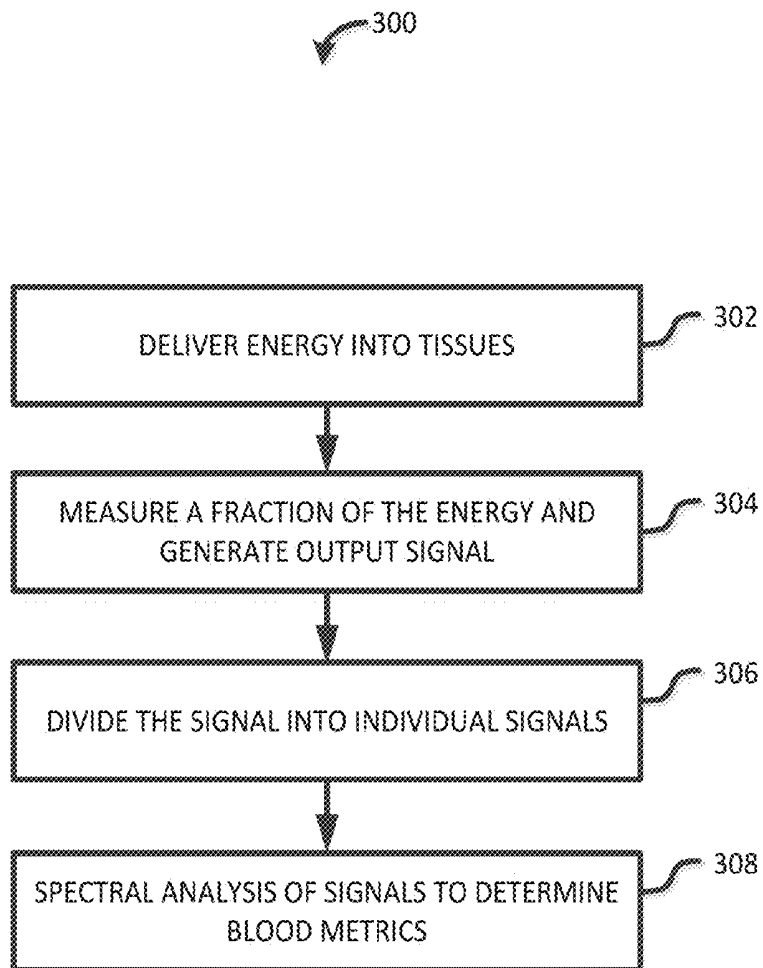 300
DELIVER ENERGY INTO TISSUES
302
MEASURE A FRACTION OF THE ENERGY AND
GENERATE OUTPUT SIGNAL
304
DIVIDE THE SIGNAL INTO INDIVIDUAL SIGNALS
306
SPECTRAL ANALYSIS OF SIGNALS TO DETERMINE
BLOOD METRICS
308